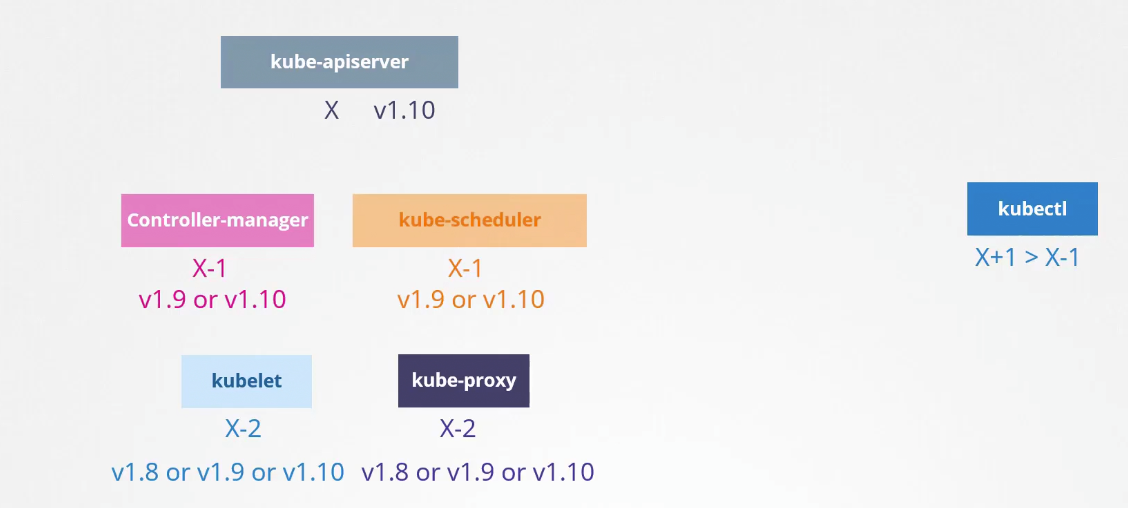 kube-apiserver
X v1.10
Controller-manager
X-1
v1.9 or v1.10
kube-scheduler
X-1
v1.9 or v1.10
kubectl
X+1 > X-1
kubelet
X-2
v1.8 or v1.9 or v1.10
kube-proxy
X-2
v1.8 or v1.9 or v1.10